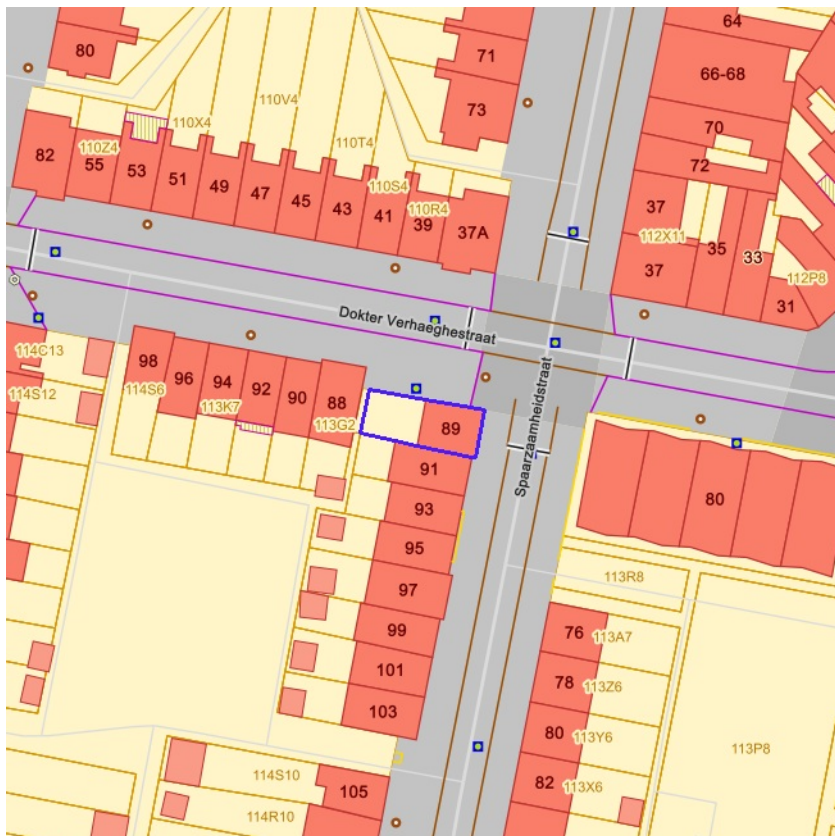 64
80
71
66-68
73
110V4
110X4
70
110T4
72
82
110Z4
55
53
51
49
47
45
43
110S4
41
110R4
39
37A
37
112X11
35
33
37
112P8
31
Dokter Verhaeghestraat
Spaarzaamheidstraat
114C13
114S12
98
114S6
96
94
113K7
92
90
88
113G2
89
91
93
95
97
99
101
103
80
113R8
76
113A7
78
113Z6
80
113Y6
82
113X6
113P8
114S10
105
114R10